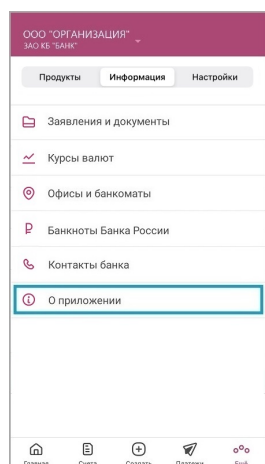 ООО "ОРГАНИЗАЦИЯ"
ЗАО КБ "БАНК"
Продукты Информация Настройки
Заявления и документы
Курсы валют
Офисы и банкоматы
Банкноты Банка России
Контакты банка
О приложении
Главная Счета Создать Платежи Ещё